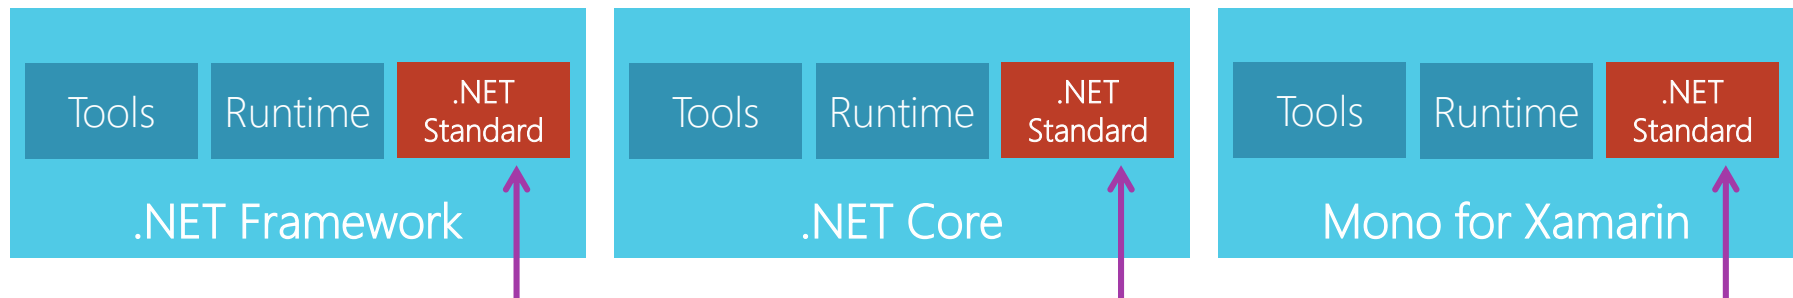 Tools
Runtime
.NET
Standard
.NET Framework
Tools
Runtime
.NET
Standard
.NET Core
Tools
Runtime
.NET
Standard
Mono for Xamarin